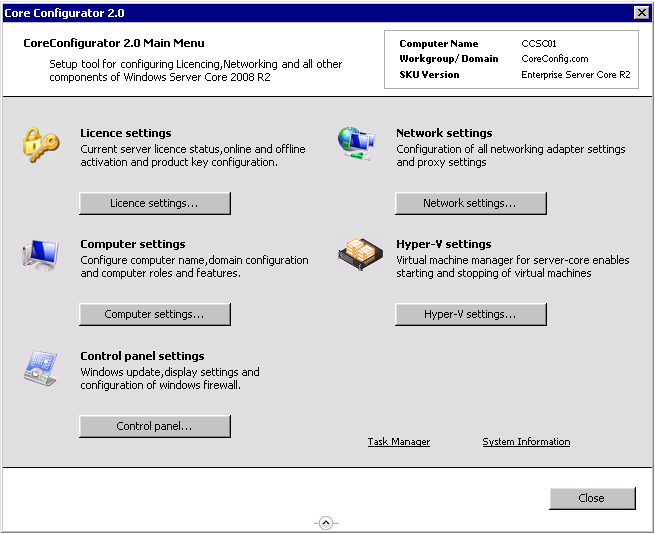 Core Configurator 2.0
CoreConfigurator 2.0 Main Menu
Setup tool for configuring Licencing,Networking and all other
components of Windows Server Core 2008 R2
Computer Name CCSC01
Workgroup/ Domain CoreConfig.com
SKU Version Enterprise Server Core R2
Licence settings
Current server licence status,online and offline
activation and product key configuration.
Licence settings...
Network settings
Configuration of all networking adapter settings
and proxy settings
Network settings...
Computer settings
Configure computer name,domain configuration
and computer roles and features.
Computer settings...
Hyper-V settings
Virtual machine manager for server-core enables
starting and stopping of virtual machines
Hyper-V settings...
Control panel settings
Windows update,display settings and
configuration of windows firewall.
Control panel...
Task Manager System Information
Close